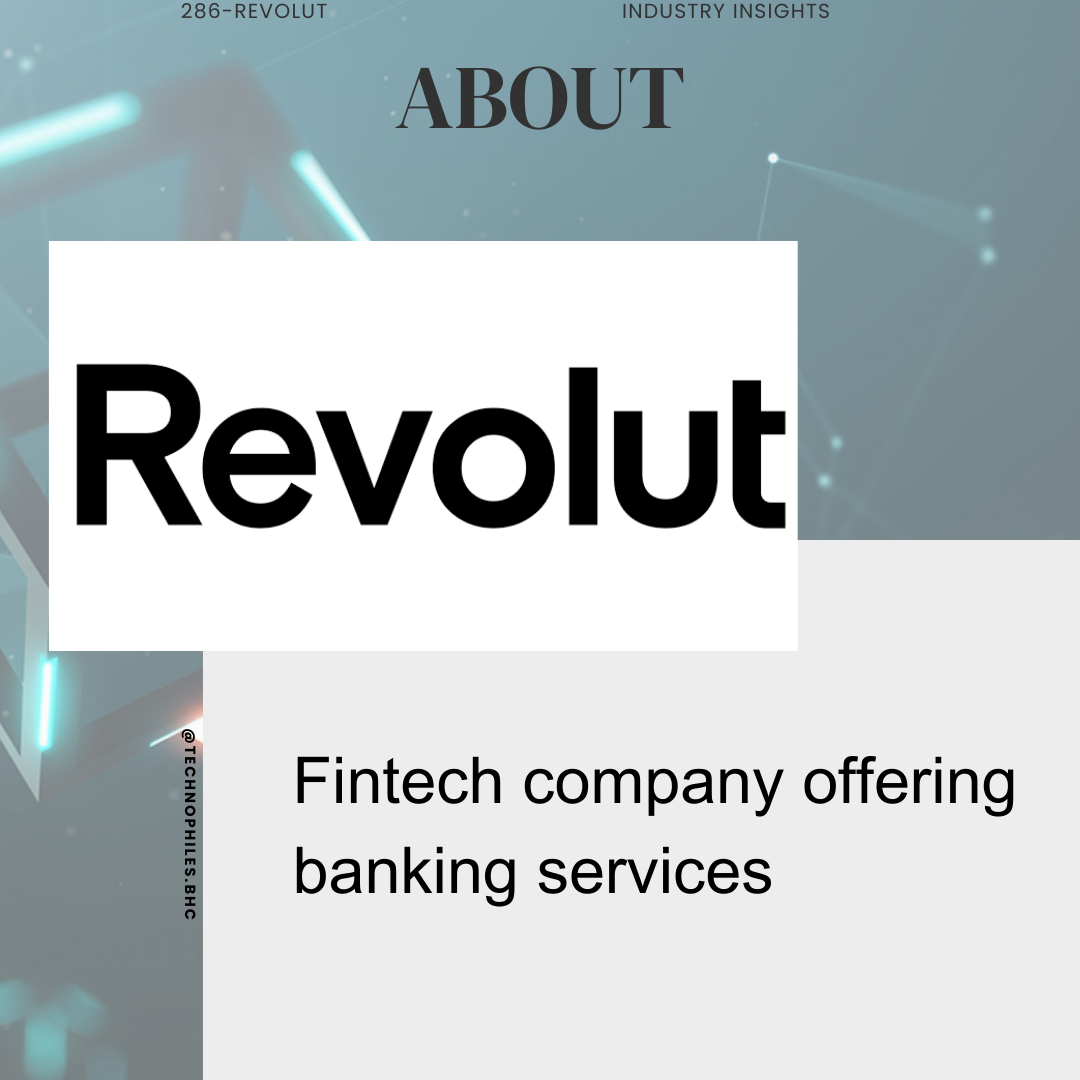 286-REVOLUT
INDUSTRY INSIGHTS
ABOUT
Revolut
Fintech company offering
banking services
@TECHNOPHILES.BHC